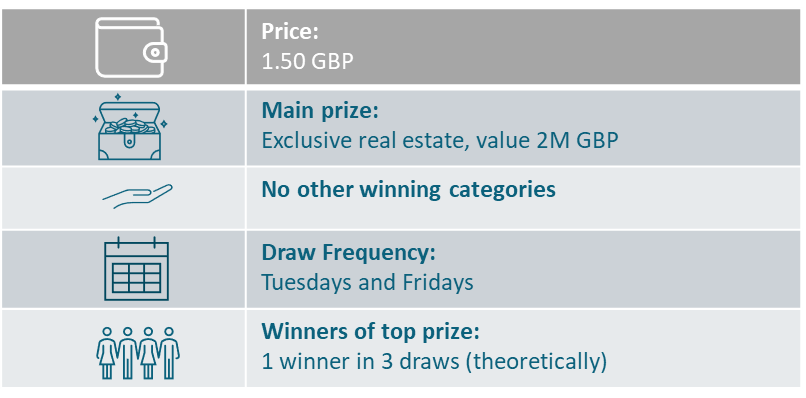 Price:
1.50 GBP
Main prize:
Exclusive real estate, value 2M GBP
No other winning categories
Draw Frequency:
Tuesdays and Fridays
Winners of top prize:
1 winner in 3 draws (theoretically)